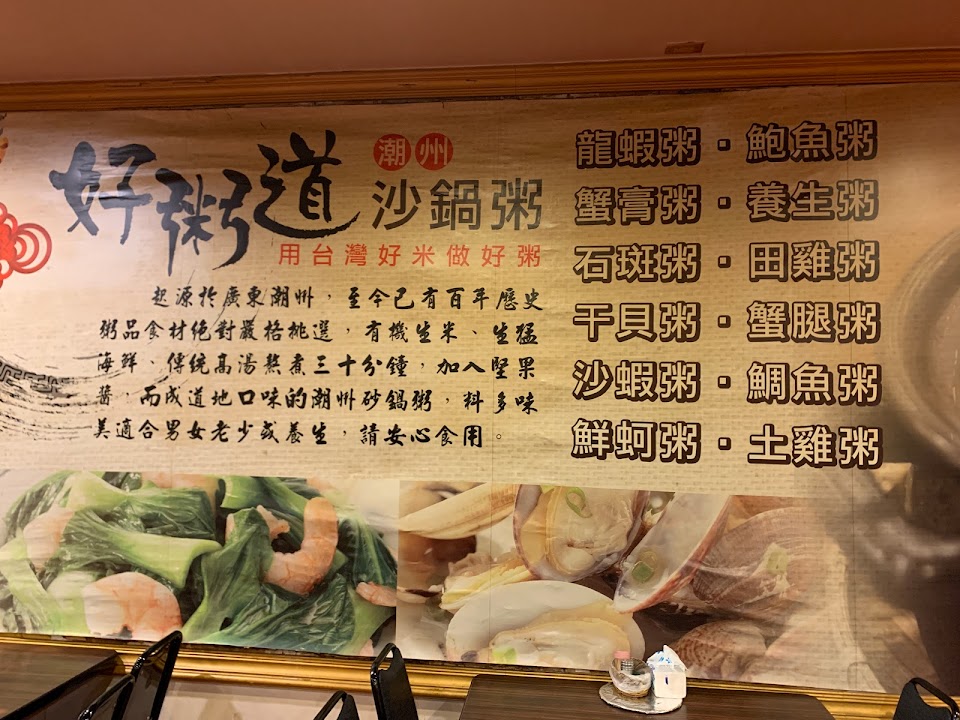 好粥道
潮州
沙鍋粥
用台灣好米做好粥
起源於廣東潮州，至今已有百年歷史
粥品食材絕對嚴格挑選，有機生米、生猛
海鮮、傳統高湯熬煮三十分鐘，加入堅果
醬，而成道地口味的潮州砂鍋粥，料多味
美適合男女老少或養生，請安心食用。
龍蝦粥・鮑魚粥
蟹膏粥・養生粥
石斑粥・田雞粥
干貝粥・蟹腿粥
沙蝦粥・鯛魚粥
鮮蚵粥・土雞粥